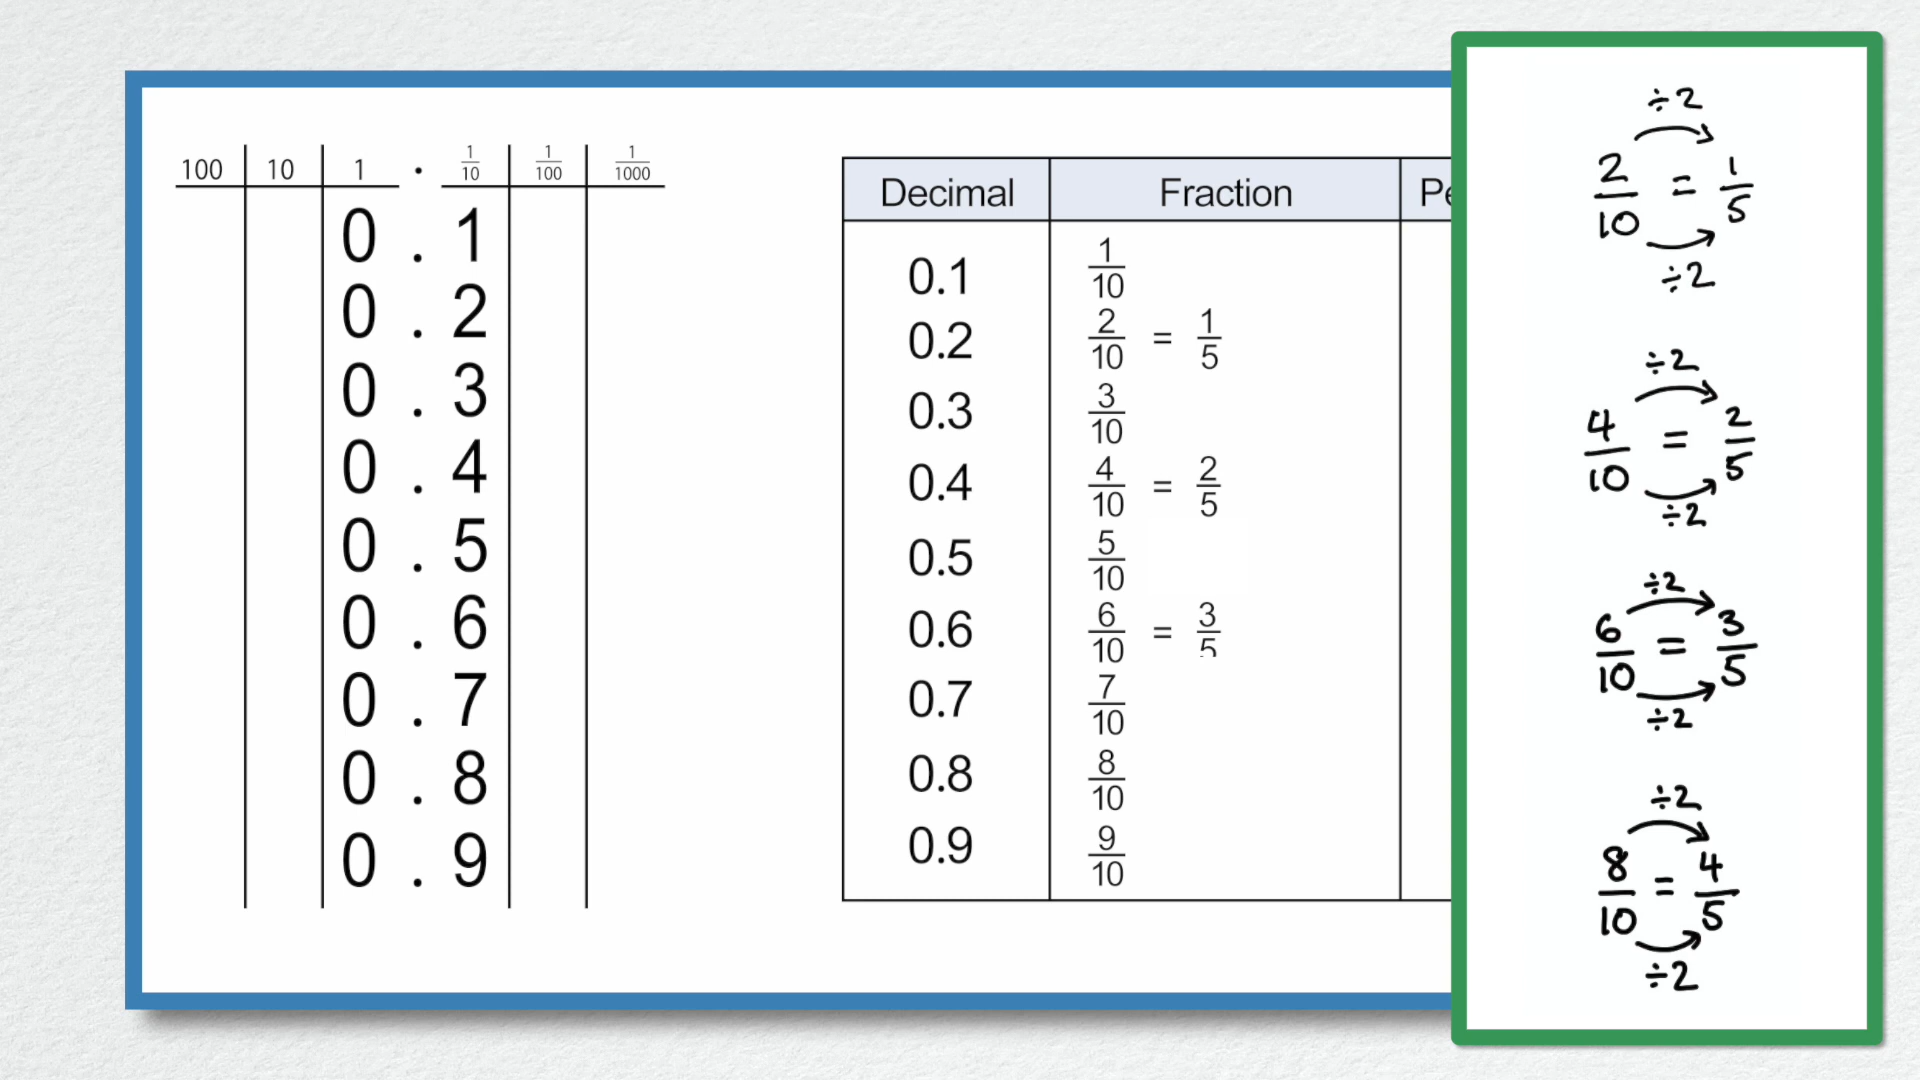 100 10 1 . 1/10 1/100 1/1000
0 . 1
0 . 2
0 . 3
0 . 4
0 . 5
0 . 6
0 . 7
0 . 8
0 . 9
Decimal Fraction
0.1 1/10
0.2 2/10 = 1/5
0.3 3/10
0.4 4/10 = 2/5
0.5 5/10
0.6 6/10 = 3/5
0.7 7/10
0.8 8/10
0.9 9/10
÷2
2/10 = 1/5
÷2
÷2
4/10 = 2/5
÷2
÷2
6/10 = 3/5
÷2
÷2
8/10 = 4/5
÷2